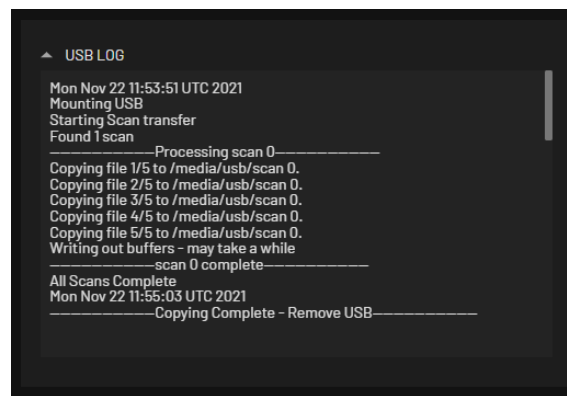 USB LOG
Mon Nov 22 11:53:51 UTC 2021
Mounting USB
Starting Scan transfer
Found 1 scan
----------Processing scan 0----------
Copying file 1/5 to /media/usb/scan 0.
Copying file 2/5 to /media/usb/scan 0.
Copying file 3/5 to /media/usb/scan 0.
Copying file 4/5 to /media/usb/scan 0.
Copying file 5/5 to /media/usb/scan 0.
Writing out buffers - may take a while
----------scan 0 complete----------
All Scans Complete
Mon Nov 22 11:55:03 UTC 2021
----------Copying Complete - Remove USB----------